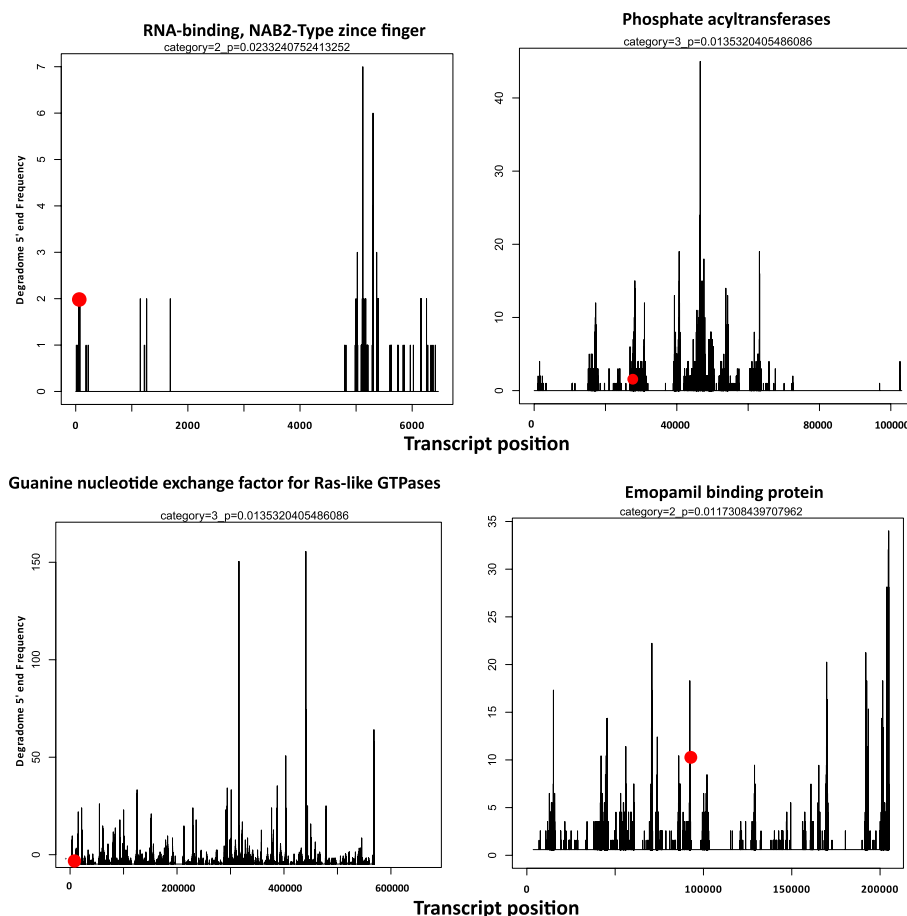 RNA-binding, NAB2-Type zince finger
category=2_p=0.0233240752413252
Degradome 5' end Frequency
7
6
5
4
3
2
1
0
0 2000 4000 6000
Phosphate acyltransferases
category=3_p=0.0135320405486086
40
30
20
10
0
0 40000 80000 100000
Transcript position
Guanine nucleotide exchange factor for Ras-like GTPases
category=3_p=0.0135320405486086
Degradome 5' end Frequency
150
100
50
0
0 200000 400000 600000
Emopamil binding protein
category=2_p=0.0117308439707962
35
30
25
20
15
10
5
0
0 100000 150000 200000
Transcript position